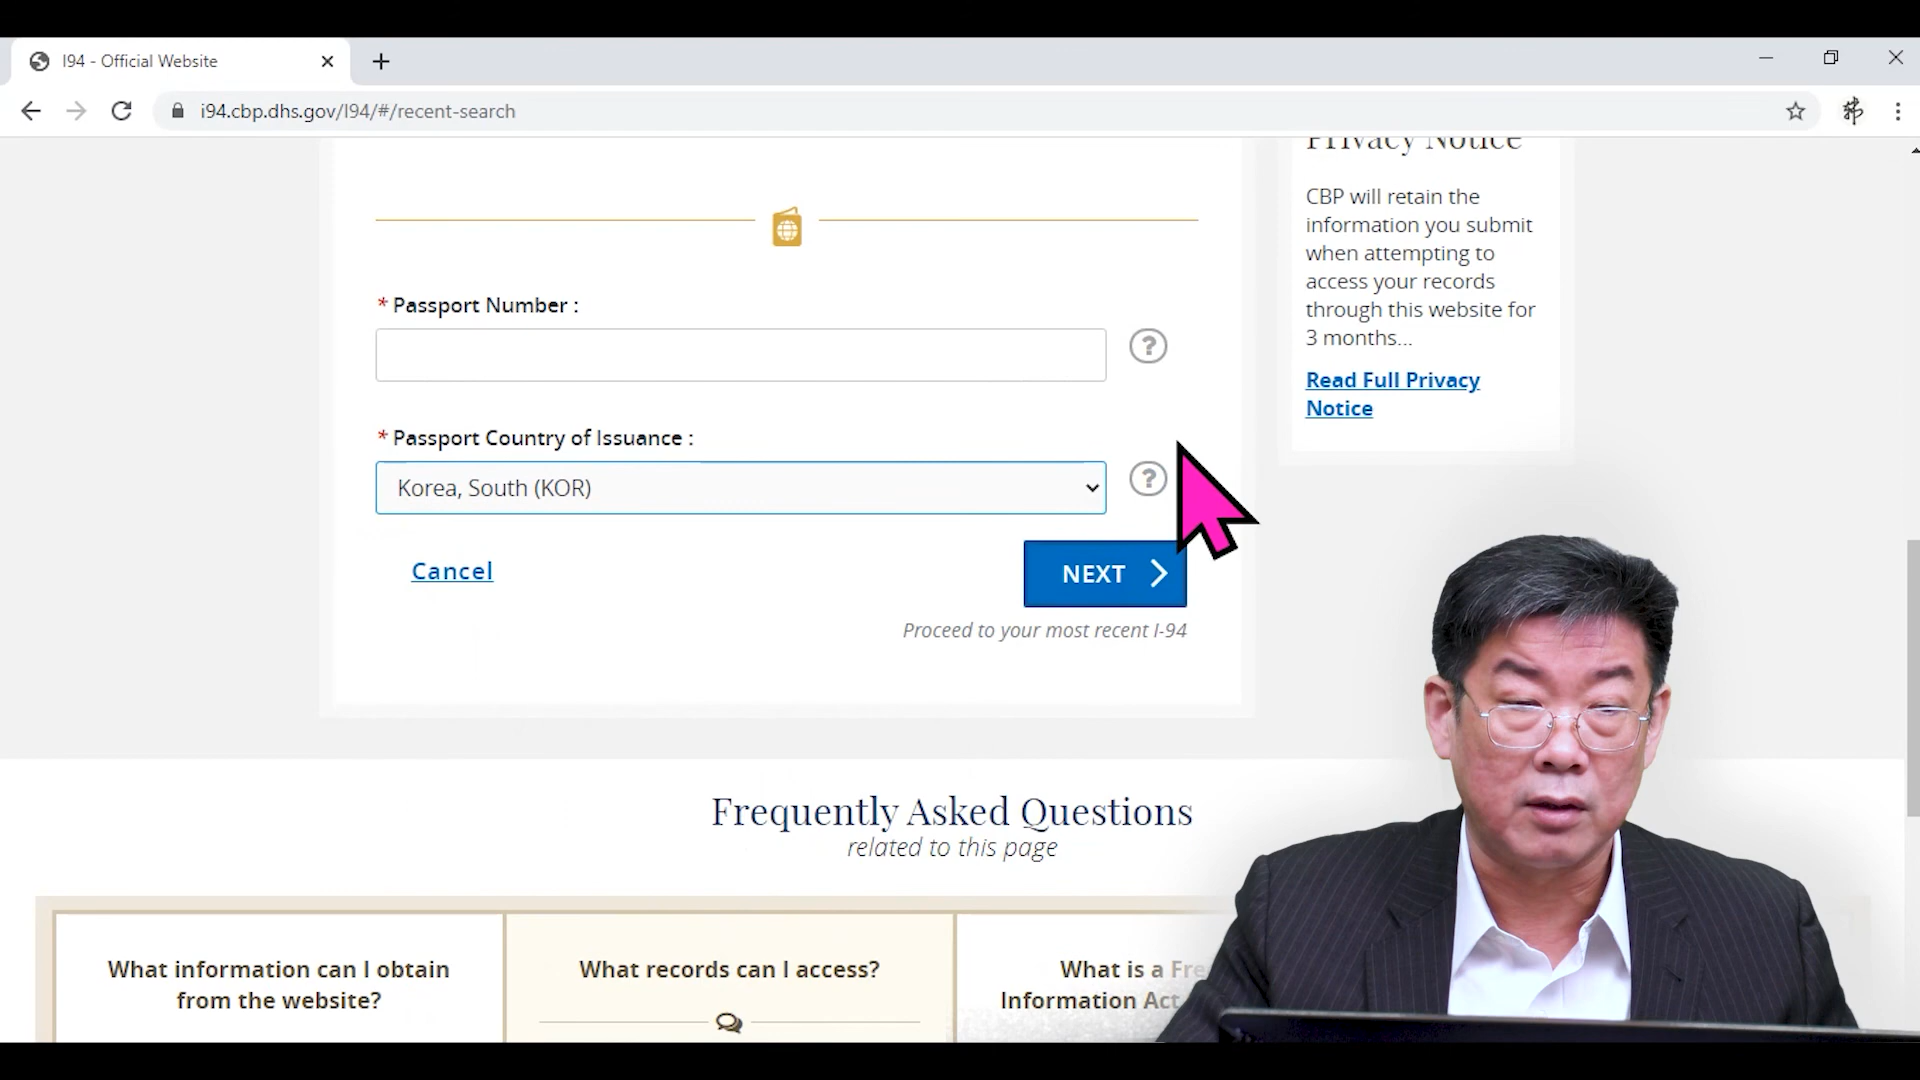 I94 - Official Website
i94.cbp.dhs.gov/I94/#/recent-search
Privacy Notice
CBP will retain the
information you submit
when attempting to
access your records
through this website for
3 months...
Read Full Privacy
Notice
* Passport Number :
?
* Passport Country of Issuance :
Korea, South (KOR)
?
Cancel
NEXT
Proceed to your most recent I-94
Frequently Asked Questions
related to this page
What information can I obtain
from the website?
What records can I access?
What is a
Information Act